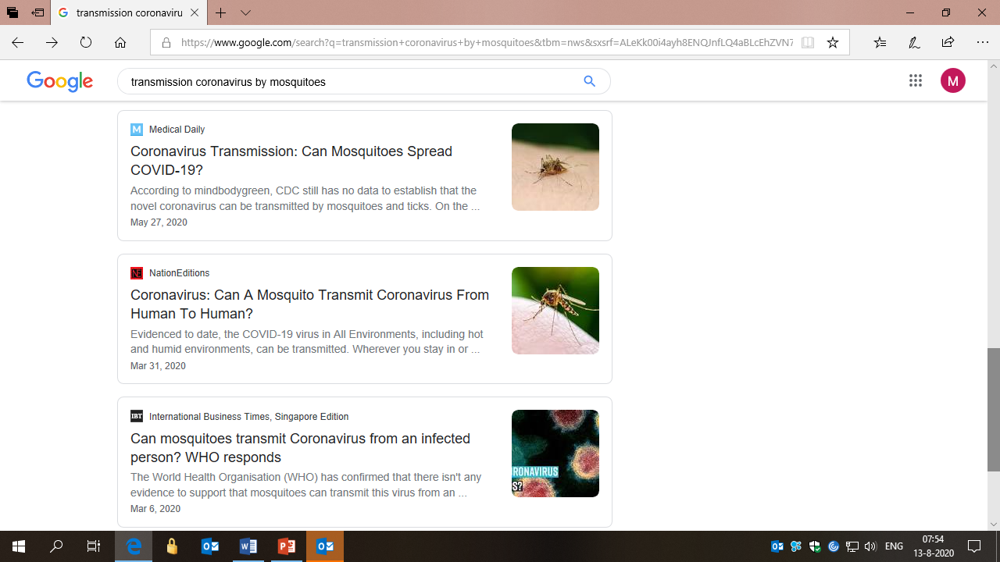 transmission coronaviru
https://www.google.com/search?q=transmission+coronavirus+by+mosquitoes&tbm=nws&sxsrf=ALeKk00i4ayh8ENQJnfLQ4aBLcEhZVN7
Google
transmission coronavirus by mosquitoes
M
M Medical Daily
Coronavirus Transmission: Can Mosquitoes Spread
COVID-19?
According to mindbodygreen, CDC still has no data to establish that the
novel coronavirus can be transmitted by mosquitoes and ticks. On the ...
May 27, 2020
NE NationEditions
Coronavirus: Can A Mosquito Transmit Coronavirus From
Human To Human?
Evidenced to date, the COVID-19 virus in All Environments, including hot
and humid environments, can be transmitted. Wherever you stay in or ...
Mar 31, 2020
IBT International Business Times, Singapore Edition
Can mosquitoes transmit Coronavirus from an infected
person? WHO responds
The World Health Organisation (WHO) has confirmed that there isn't any
evidence to support that mosquitoes can transmit this virus from an ...
Mar 6, 2020
RONAVIRUS
S?
ENG
07:54
13-8-2020